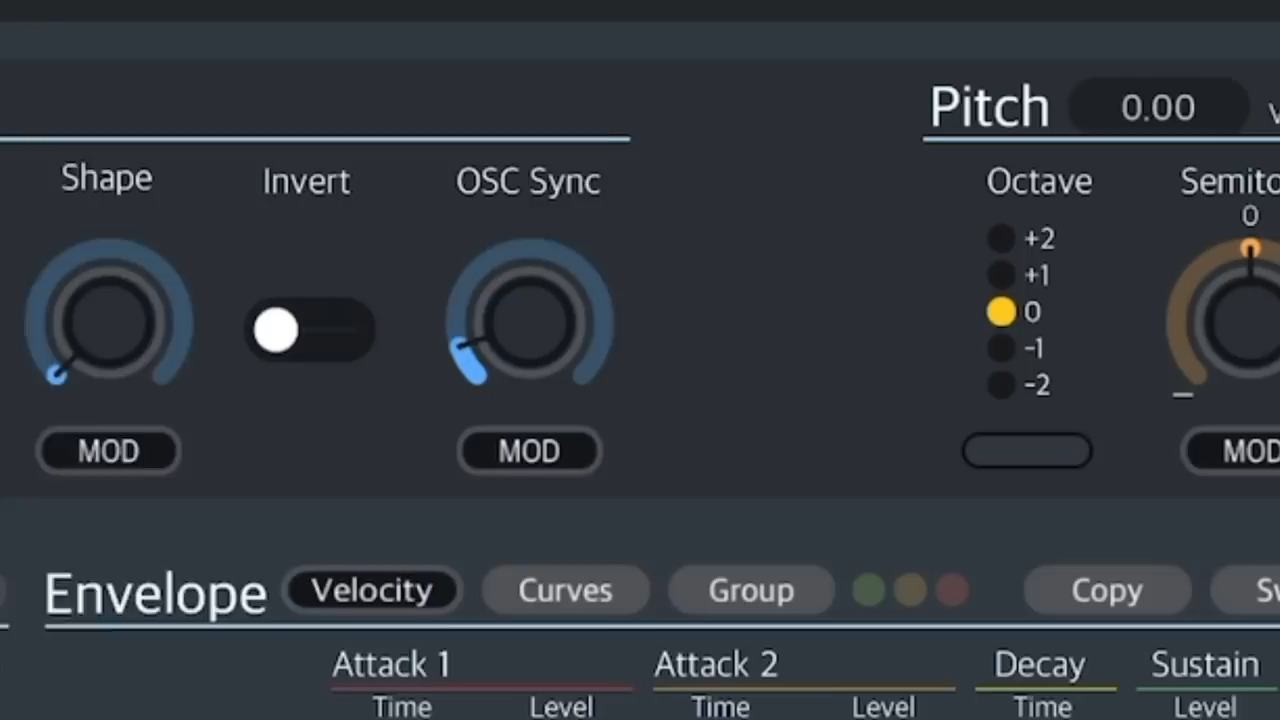 Pitch 0.00
Shape Invert OSC Sync Octave
0
+2
+1
0
-1
-2
MOD MOD MOD
Envelope Velocity Curves Group Copy
Attack 1 Attack 2 Decay Sustain
Time Level Time Level Time Level